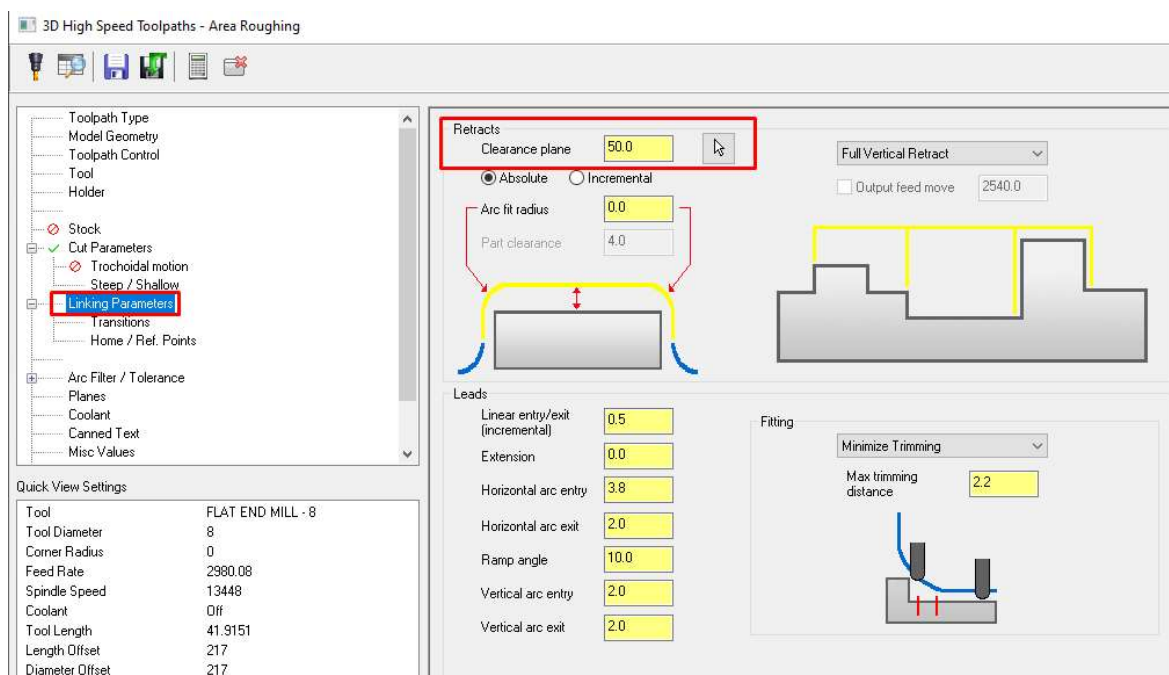 3D High Speed Toolpaths - Area Roughing
Toolpath Type
Model Geometry
Toolpath Control
Tool
Holder
Stock
Cut Parameters
Trochoidal motion
Steep / Shallow
Linking Parameters
Transitions
Home / Ref. Points
Arc Filter / Tolerance
Planes
Coolant
Canned Text
Misc Values
Quick View Settings
Tool FLAT END MILL - 8
Tool Diameter 8
Corner Radius 0
Feed Rate 2980.08
Spindle Speed 13448
Coolant Off
Tool Length 41.9151
Length Offset 217
Diameter Offset 217
Retracts
Clearance plane 50.0
Absolute Incremental
Arc fit radius 0.0
Part clearance 4.0
Full Vertical Retract
Output feed move 2540.0
Leads
Linear entry/exit 0.5
(incremental)
Extension 0.0
Horizontal arc entry 3.8
Horizontal arc exit 2.0
Ramp angle 10.0
Vertical arc entry 2.0
Vertical arc exit 2.0
Fitting
Minimize Trimming
Max trimming 2.2
distance